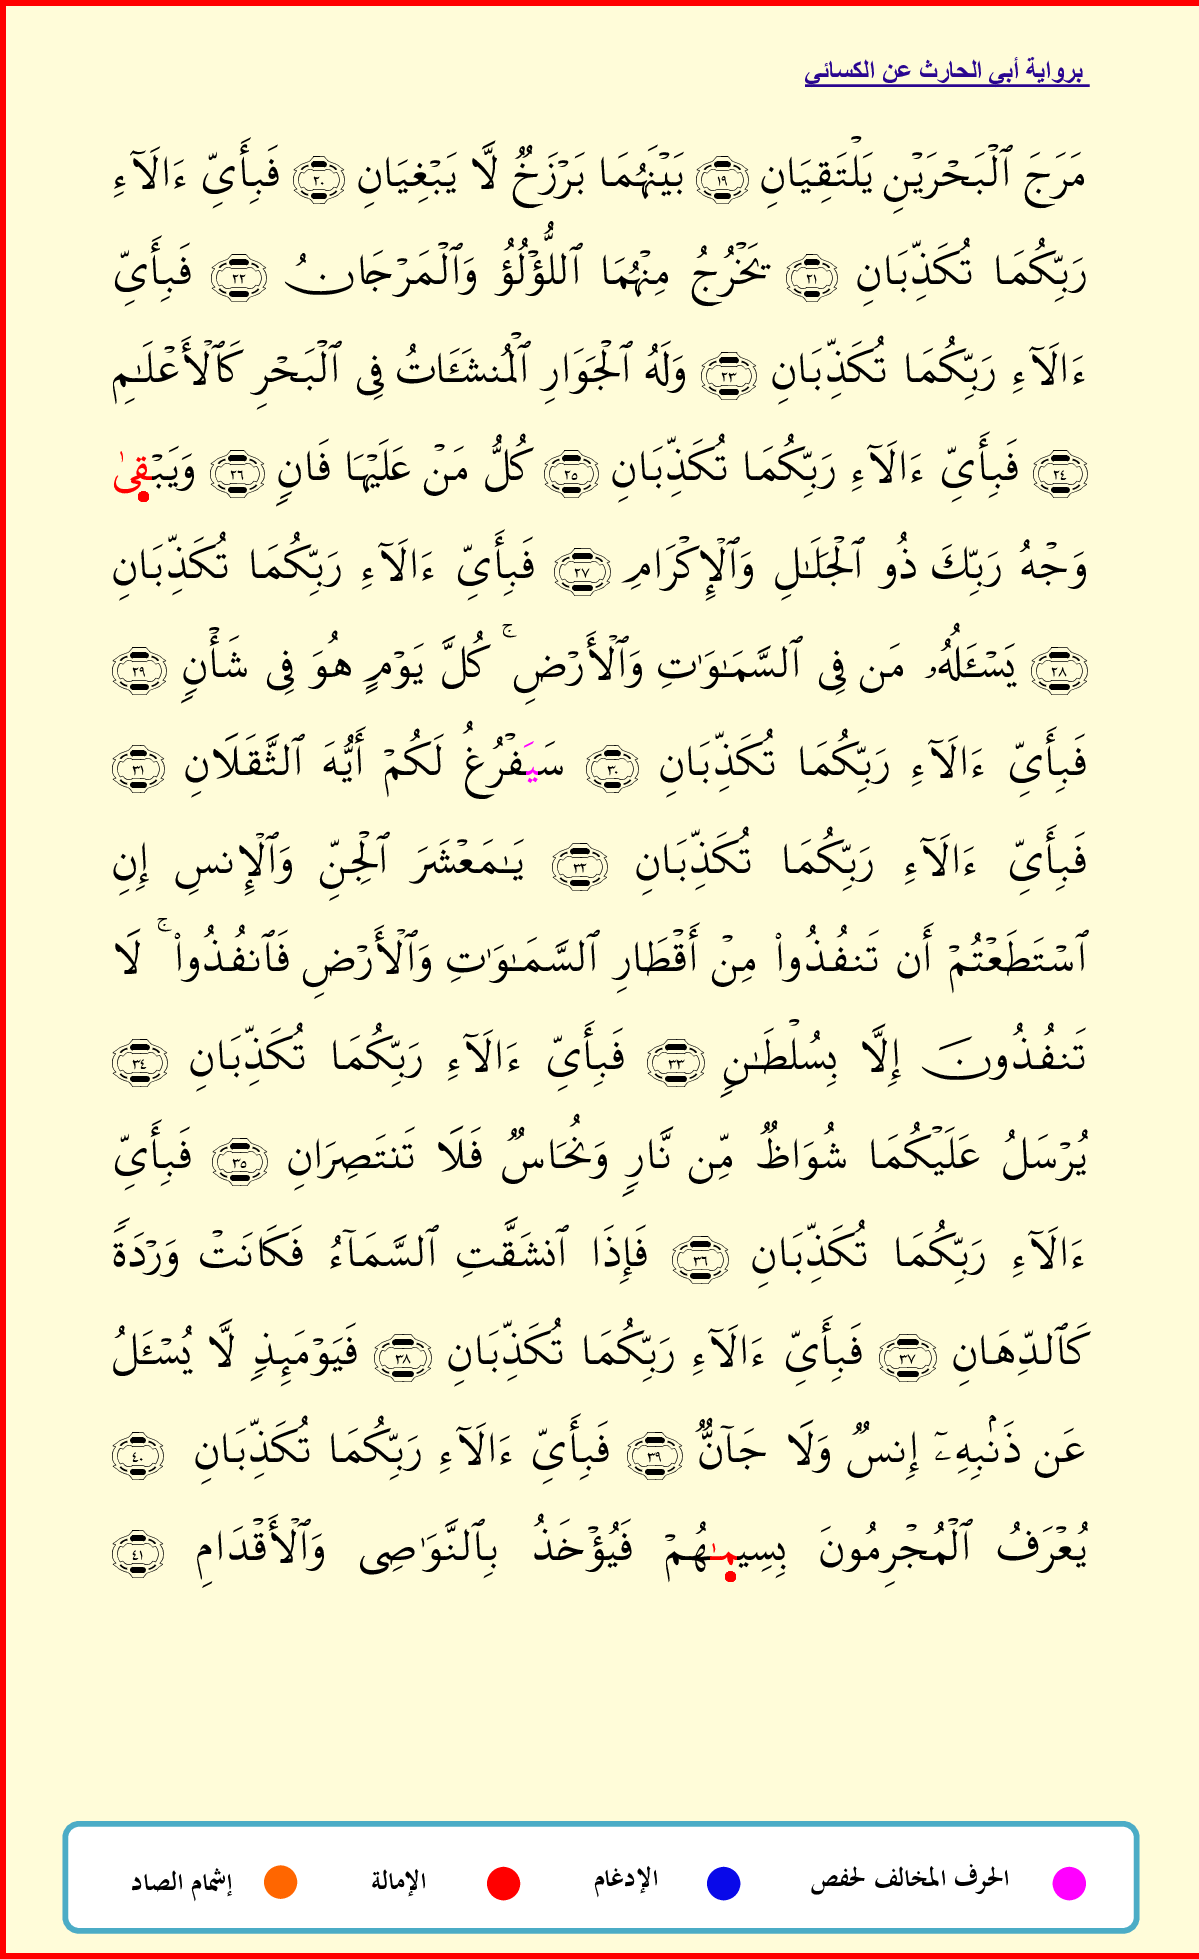 برواية أبي الحارث عن الكسائي
مَرَجَ ٱلْبَحْرَيْنِ يَلْتَقِيَانِ ١٩ بَيْنَهُمَا بَرْزَخٌ لَّا يَبْغِيَانِ ٢٠ فَبِأَيِّ ءَالَآءِ
رَبِّكُمَا تُكَذِّبَانِ ٢١ يَخْرُجُ مِنْهُمَا ٱللُّؤْلُؤُ وَٱلْمَرْجَانُ ٢٢ فَبِأَيِّ
ءَالَآءِ رَبِّكُمَا تُكَذِّبَانِ ٢٣ وَلَهُ ٱلْجَوَارِ ٱلْمُنشَـَٔاتُ فِى ٱلْبَحْرِ كَٱلْأَعْلَـٰمِ
٢٤ فَبِأَيِّ ءَالَآءِ رَبِّكُمَا تُكَذِّبَانِ ٢٥ كُلُّ مَنْ عَلَيْهَا فَانٍ ٢٦ وَيَبْقىٰ
وَجْهُ رَبِّكَ ذُو ٱلْجَلَـٰلِ وَٱلْإِكْرَامِ ٢٧ فَبِأَيِّ ءَالَآءِ رَبِّكُمَا تُكَذِّبَانِ
٢٨ يَسْـَٔلُهُۥ مَن فِى ٱلسَّمَـٰوَٰتِ وَٱلْأَرْضِ ۚ كُلَّ يَوْمٍ هُوَ فِى شَأْنٍ ٢٩
فَبِأَيِّ ءَالَآءِ رَبِّكُمَا تُكَذِّبَانِ ٣٠ سَيَفْرُغُ لَكُمْ أَيُّهَ ٱلثَّقَلَانِ ٣١
فَبِأَيِّ ءَالَآءِ رَبِّكُمَا تُكَذِّبَانِ ٣٢ يَـٰمَعْشَرَ ٱلْجِنِّ وَٱلْإِنسِ إِنِ
ٱسْتَطَعْتُمْ أَن تَنفُذُوا۟ مِنْ أَقْطَارِ ٱلسَّمَـٰوَٰتِ وَٱلْأَرْضِ فَٱنفُذُوا۟ ۚ لَا
تَنفُذُونَ إِلَّا بِسُلْطَـٰنٍ ٣٣ فَبِأَيِّ ءَالَآءِ رَبِّكُمَا تُكَذِّبَانِ ٣٤
يُرْسَلُ عَلَيْكُمَا شُوَاظٌ مِّن نَّارٍ وَنُحَاسٌ فَلَا تَنتَصِرَانِ ٣٥ فَبِأَيِّ
ءَالَآءِ رَبِّكُمَا تُكَذِّبَانِ ٣٦ فَإِذَا ٱنشَقَّتِ ٱلسَّمَآءُ فَكَانَتْ وَرْدَةً
كَٱلدِّهَانِ ٣٧ فَبِأَيِّ ءَالَآءِ رَبِّكُمَا تُكَذِّبَانِ ٣٨ فَيَوْمَئِذٍ لَّا يُسْـَٔلُ
عَن ذَنۢبِهِۦٓ إِنسٌ وَلَا جَآنٌّ ٣٩ فَبِأَيِّ ءَالَآءِ رَبِّكُمَا تُكَذِّبَانِ ٤٠
يُعْرَفُ ٱلْمُجْرِمُونَ بِسِيمـٰهُمْ فَيُؤْخَذُ بِٱلنَّوَٰصِى وَٱلْأَقْدَامِ ٤١
الحرف المخالف لحفص الإدغام الإمالة إشمام الصاد